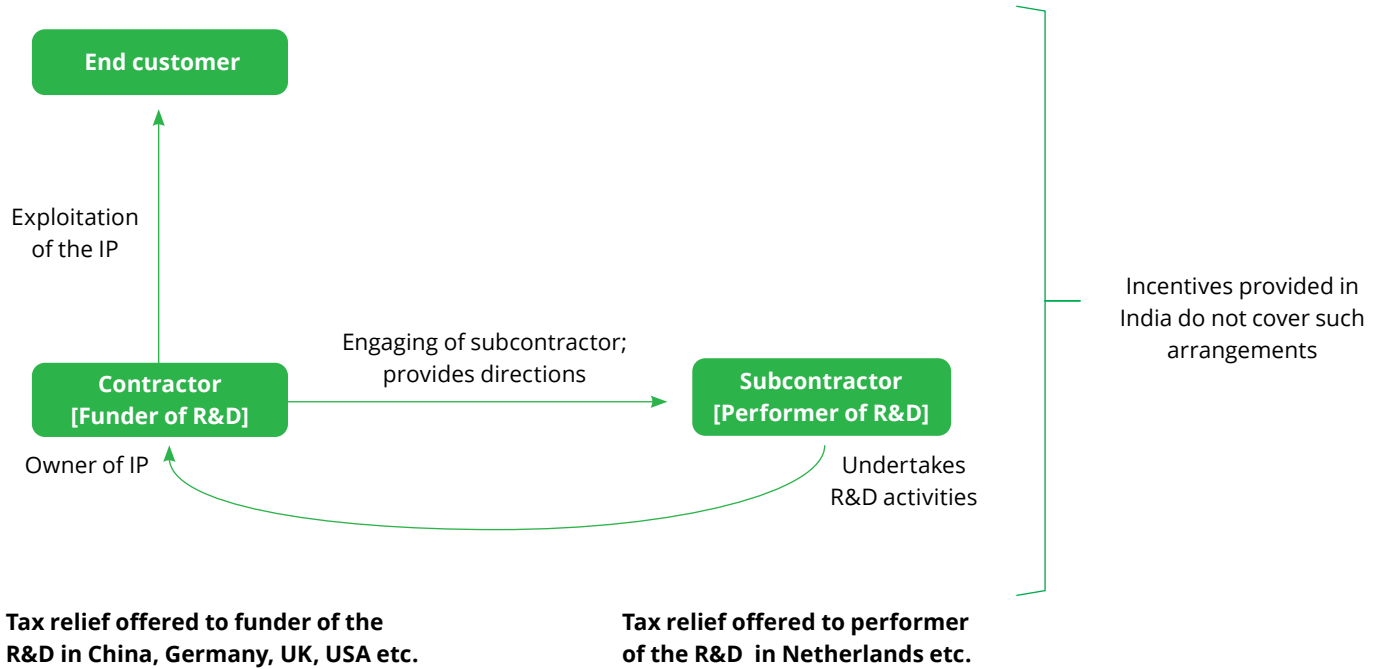 End customer
Exploitation
of the IP
Engaging of subcontractor;
provides directions
Contractor
[Funder of R&D]
Subcontractor
[Performer of R&D]
Owner of IP
Undertakes
R&D activities
Incentives provided in
India do not cover such
arrangements
Tax relief offered to funder of the
R&D in China, Germany, UK, USA etc.
Tax relief offered to performer
of the R&D in Netherlands etc.